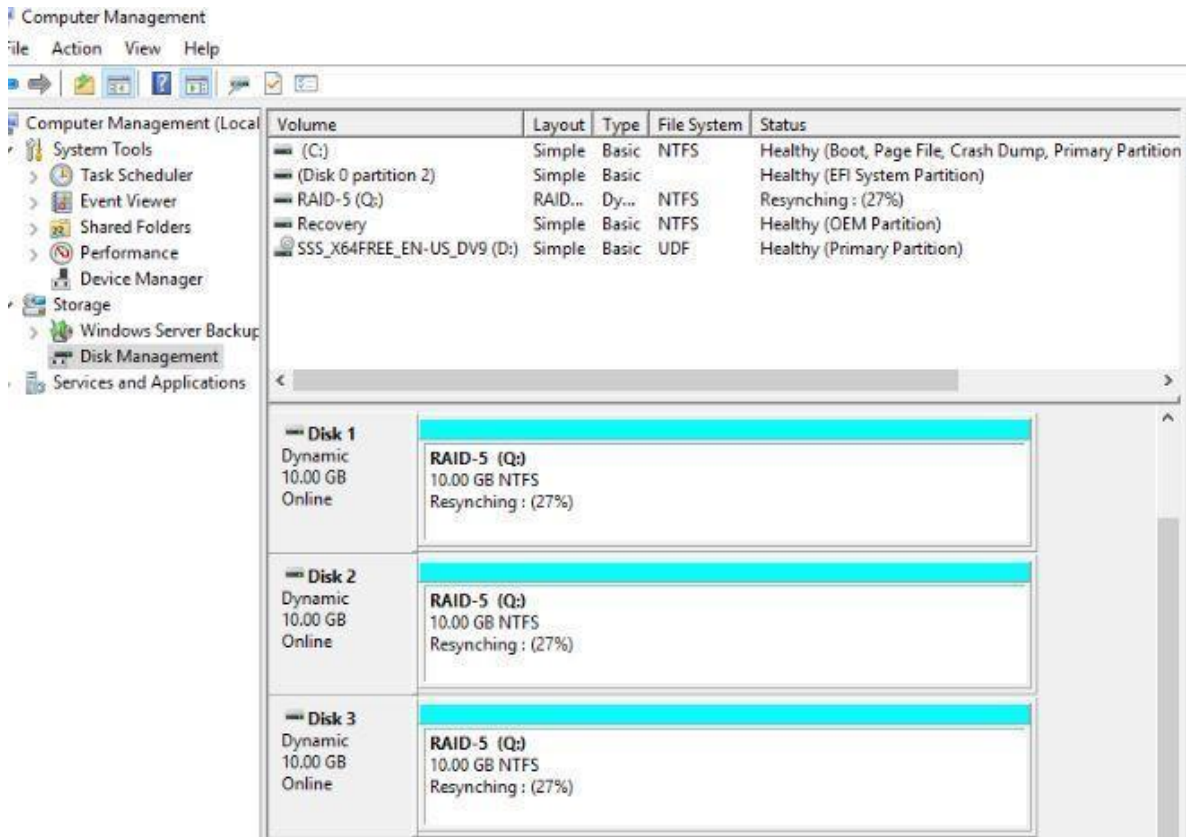 Computer Management
File Action View Help
Computer Management (Local
System Tools
Task Scheduler
Event Viewer
Shared Folders
Performance
Device Manager
Storage
Windows Server Backup
Disk Management
Services and Applications
Volume Layout Type File System Status
(C:) Simple Basic NTFS Healthy (Boot, Page File, Crash Dump, Primary Partition
(Disk 0 partition 2) Simple Basic Healthy (EFI System Partition)
RAID-5 (Q:) RAID... Dy... NTFS Resynching : (27%)
Recovery Simple Basic NTFS Healthy (OEM Partition)
SSS_X64FREE_EN-US_DV9 (D:) Simple Basic UDF Healthy (Primary Partition)
Disk 1
Dynamic
10.00 GB
Online
RAID-5 (Q:)
10.00 GB NTFS
Resynching : (27%)
Disk 2
Dynamic
10.00 GB
Online
RAID-5 (Q:)
10.00 GB NTFS
Resynching : (27%)
Disk 3
Dynamic
10.00 GB
Online
RAID-5 (Q:)
10.00 GB NTFS
Resynching : (27%)